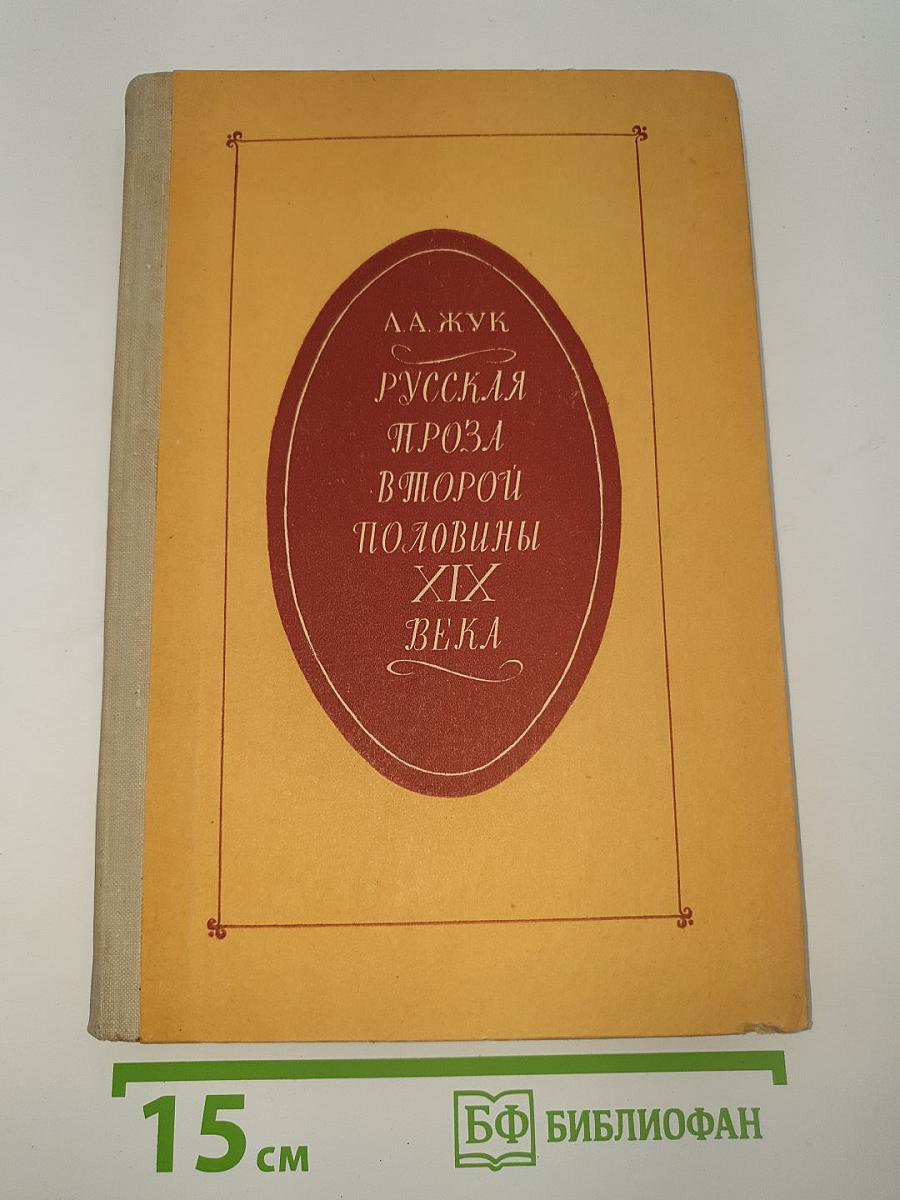 А.А. ЖУК
РУССКАЯ
ПРОЗА
ВТОРОЙ
ПОЛОВИНЫ
XIX
ВЕКА
15 см
БФ БИБЛИОФАН